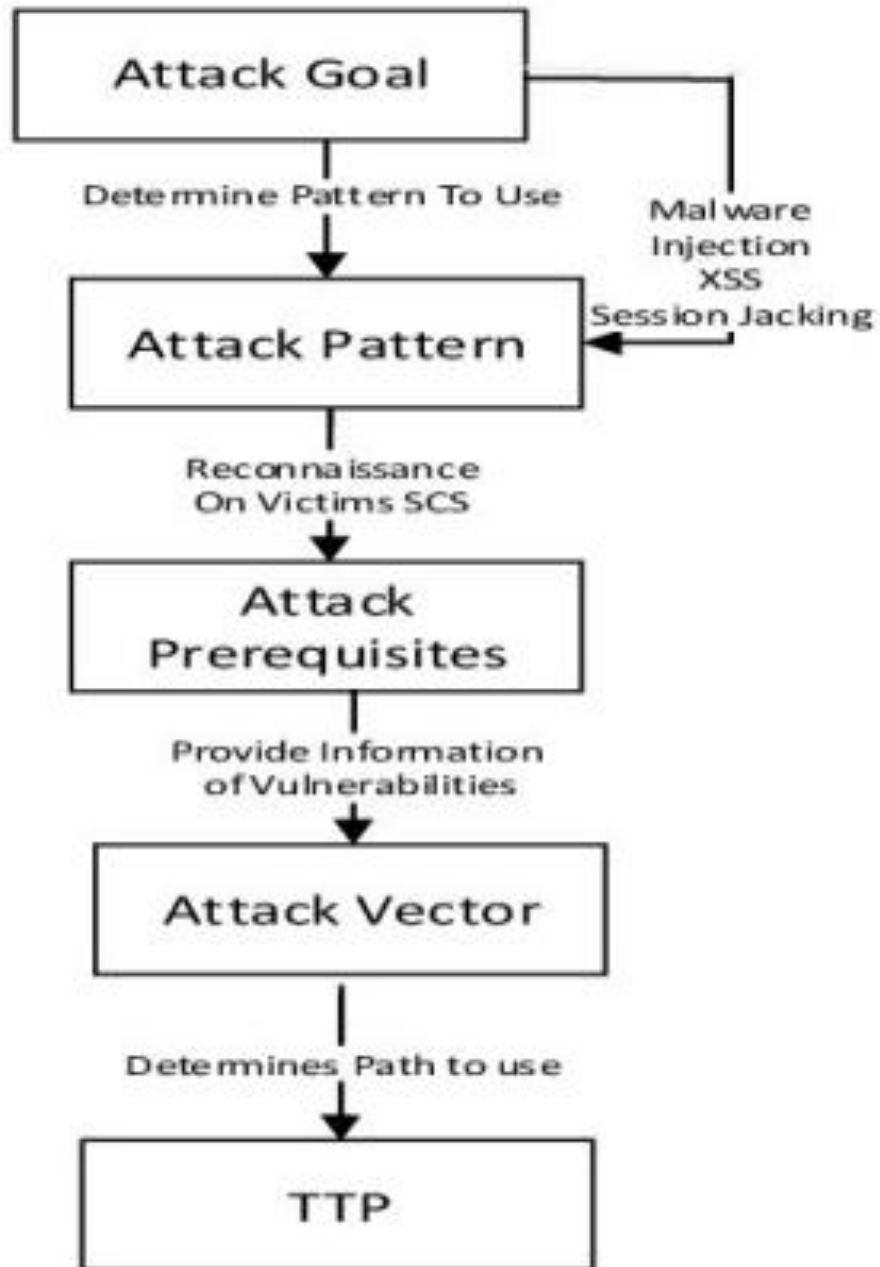 Attack Goal
Determine Pattern To Use
Malware
Injection
XSS
Session Jacking
Attack Pattern
Reconnaissance
On Victims SCS
Attack
Prerequisites
Provide Information
of Vulnerabilities
Attack Vector
Determines Path to use
TTP